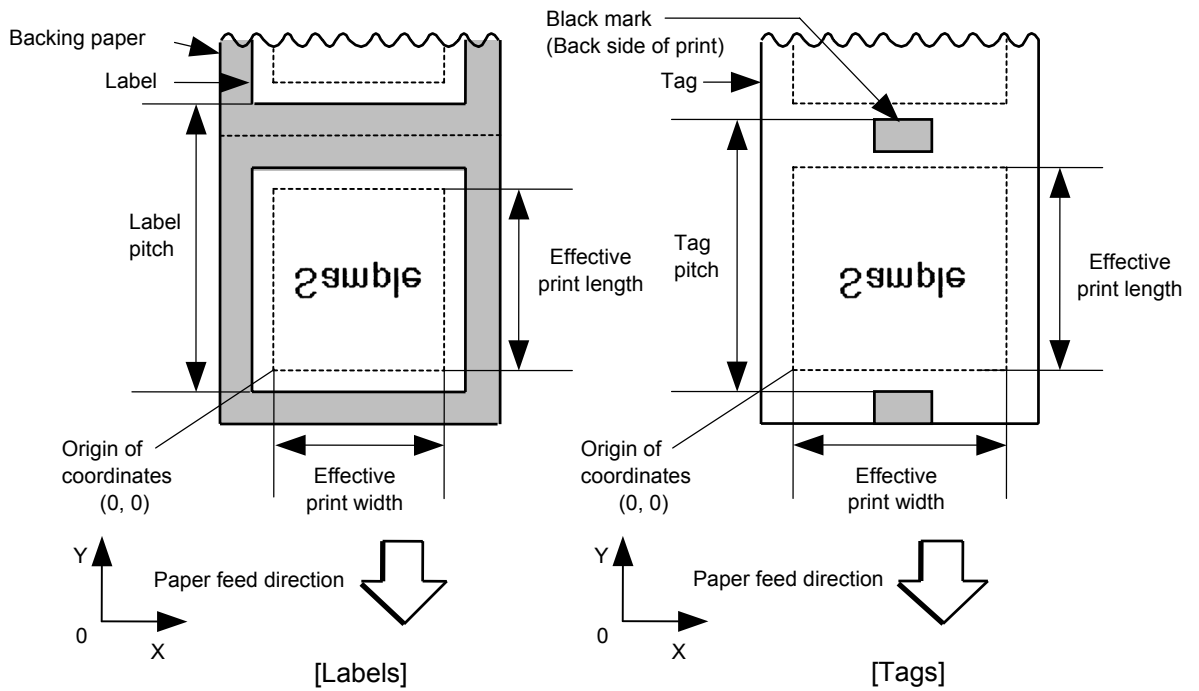 Backing paper
Label
Label
pitch
Sample
Effective
print length
Origin of
coordinates
(0, 0)
Effective
print width
Y
0
X
Paper feed direction
[Labels]
Black mark
(Back side of print)
Tag
Tag
pitch
Sample
Effective
print length
Origin of
coordinates
(0, 0)
Effective
print width
Y
0
X
Paper feed direction
[Tags]